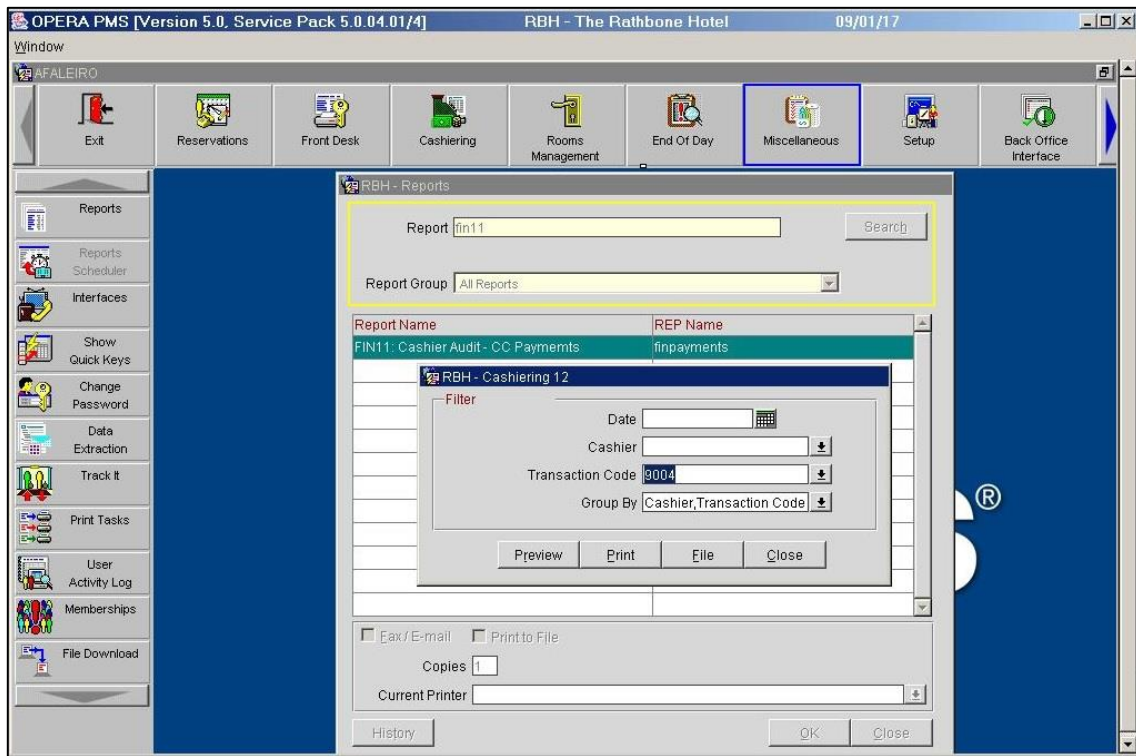 OPERA PMS [Version 5.0, Service Pack 5.0.04.01/4] RBH - The Rathbone Hotel 09/01/17
Window
AFALEIRO
Exit
Reservations
Front Desk
Cashiering
Rooms
Management
End Of Day
Miscellaneous
Setup
Back Office
Interface
Reports
Reports
Scheduler
Interfaces
Show
Quick Keys
Change
Password
Data
Extraction
Track It
Print Tasks
User
Activity Log
Memberships
File Download
RBH - Reports
Report fin11 Search
Report Group All Reports
Report Name REP Name
FIN11: Cashier Audit - CC Paymemts finpayments
RBH - Cashiering 12
Filter
Date
Cashier
Transaction Code 9004
Group By Cashier,Transaction Code
Preview Print File Close
Fax / E-mail Print to File
Copies 1
Current Printer
History OK Close
S®